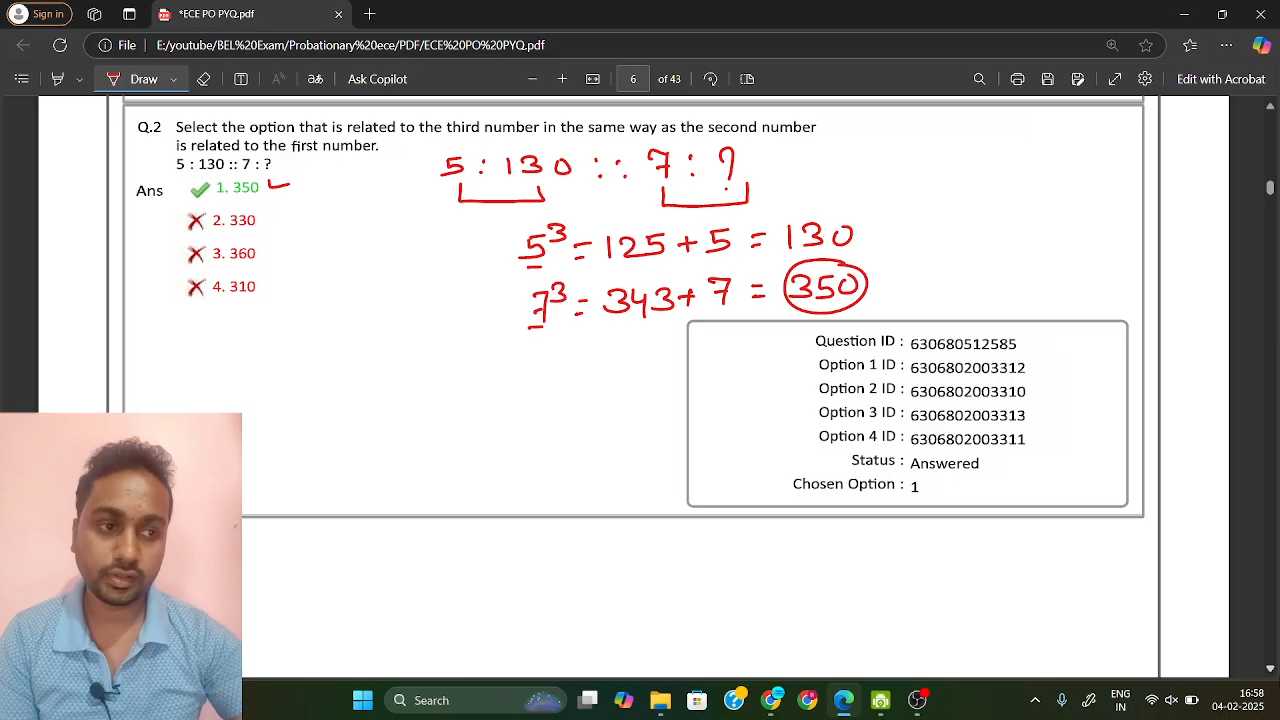 Sign in
*ECE PO PYQ.pdf
File
E:/youtube/BEL%20Exam/Probationary%20ece/PDF/ECE%20PO%20PYQ.pdf
Draw
Ask Copilot
6
of 43
Edit with Acrobat
Q.2 Select the option that is related to the third number in the same way as the second number
is related to the first number.
5 : 130 :: 7 : ?
5 : 130 :: 7 : ?
Ans 1. 350
2. 330
3. 360
4. 310
5³ = 125 + 5 = 130
7³ = 343 + 7 = 350
Question ID : 630680512585
Option 1 ID : 6306802003312
Option 2 ID : 6306802003310
Option 3 ID : 6306802003313
Option 4 ID : 6306802003311
Status : Answered
Chosen Option : 1
Search
ENG
IN
16:58
04-02-2025